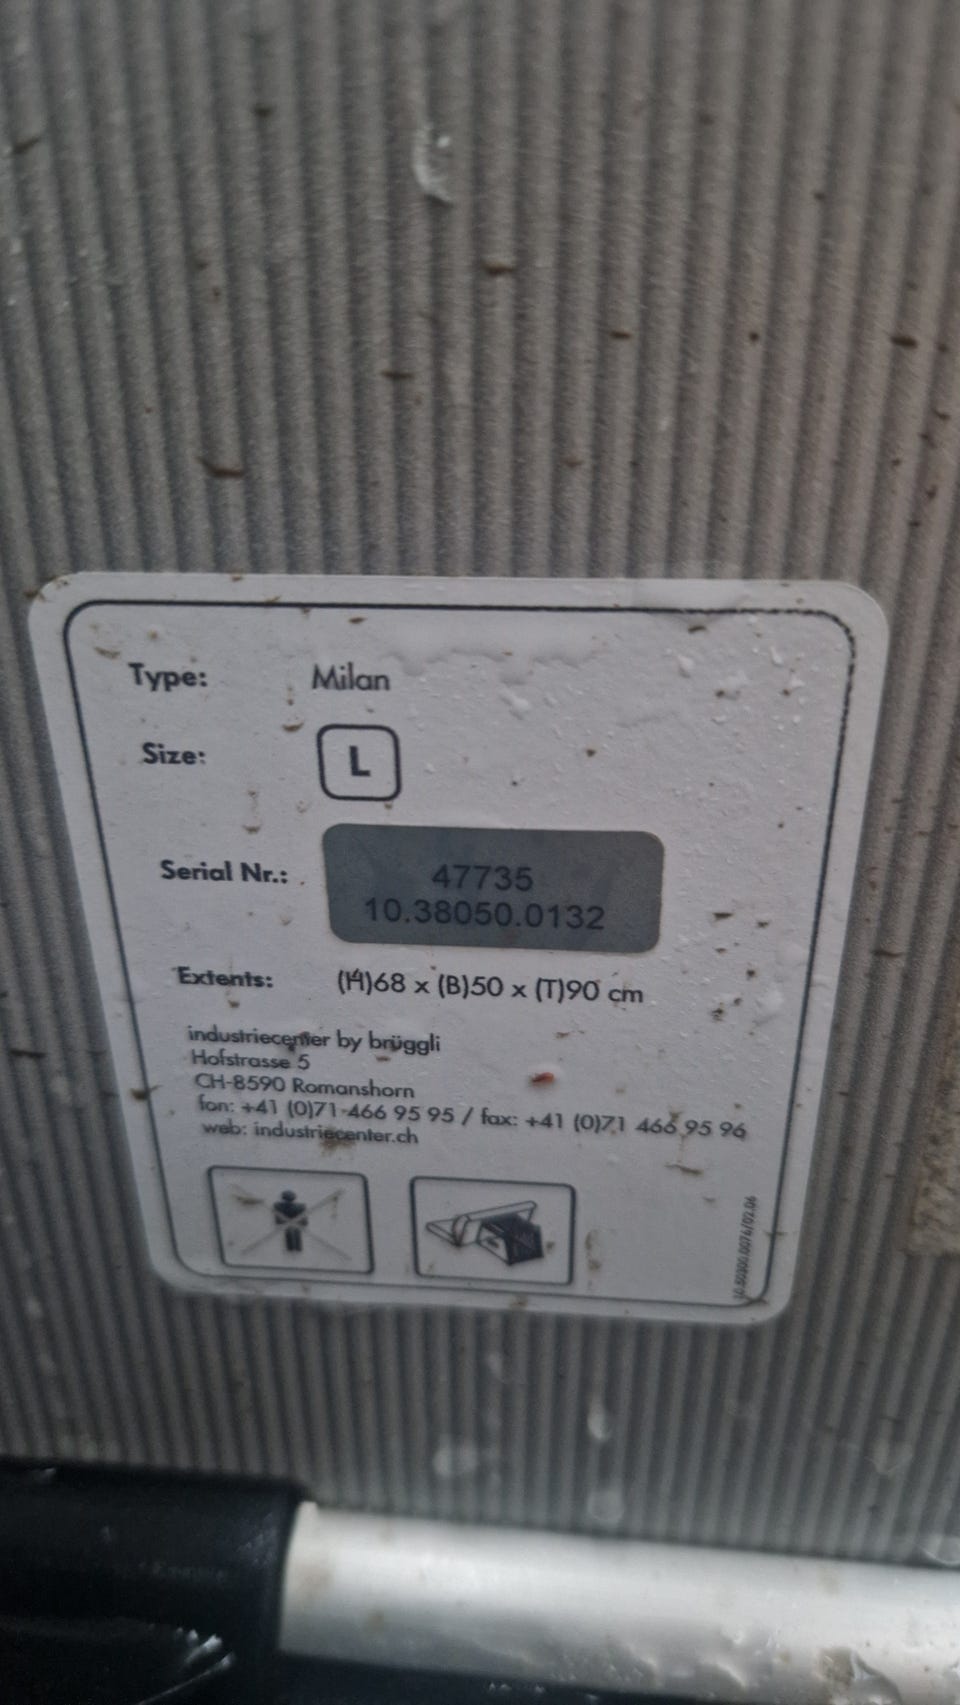 Type: Milan
Size: L
Serial Nr.: 47735
10.38050.0132
Extents: (H)68 x (B)50 x (T)90 cm
industriecenter by brüggli
Hofstrasse 5
CH-8590 Romanshorn
fon: +41 (0)71 466 95 95 / fax: +41 (0)71 466 95 96
web: industriecenter.ch